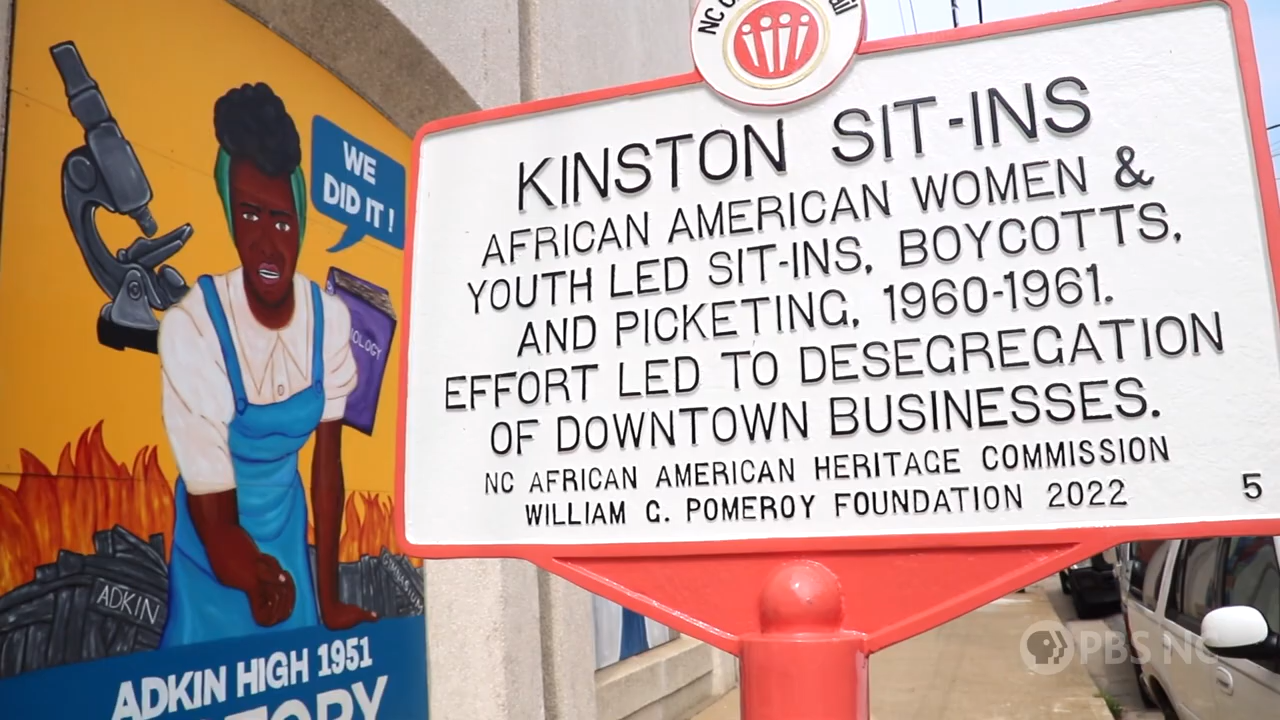 WE
DID IT!
ADKIN
ADKIN HIGH 1951
KINSTON SIT-INS
AFRICAN AMERICAN WOMEN &
YOUTH LED SIT-INS, BOYCOTTS,
AND PICKETING, 1960-1961.
EFFORT LED TO DESEGREGATION
OF DOWNTOWN BUSINESSES.
NC AFRICAN AMERICAN HERITAGE COMMISSION
WILLIAM G. POMEROY FOUNDATION 2022
5
PBS NC